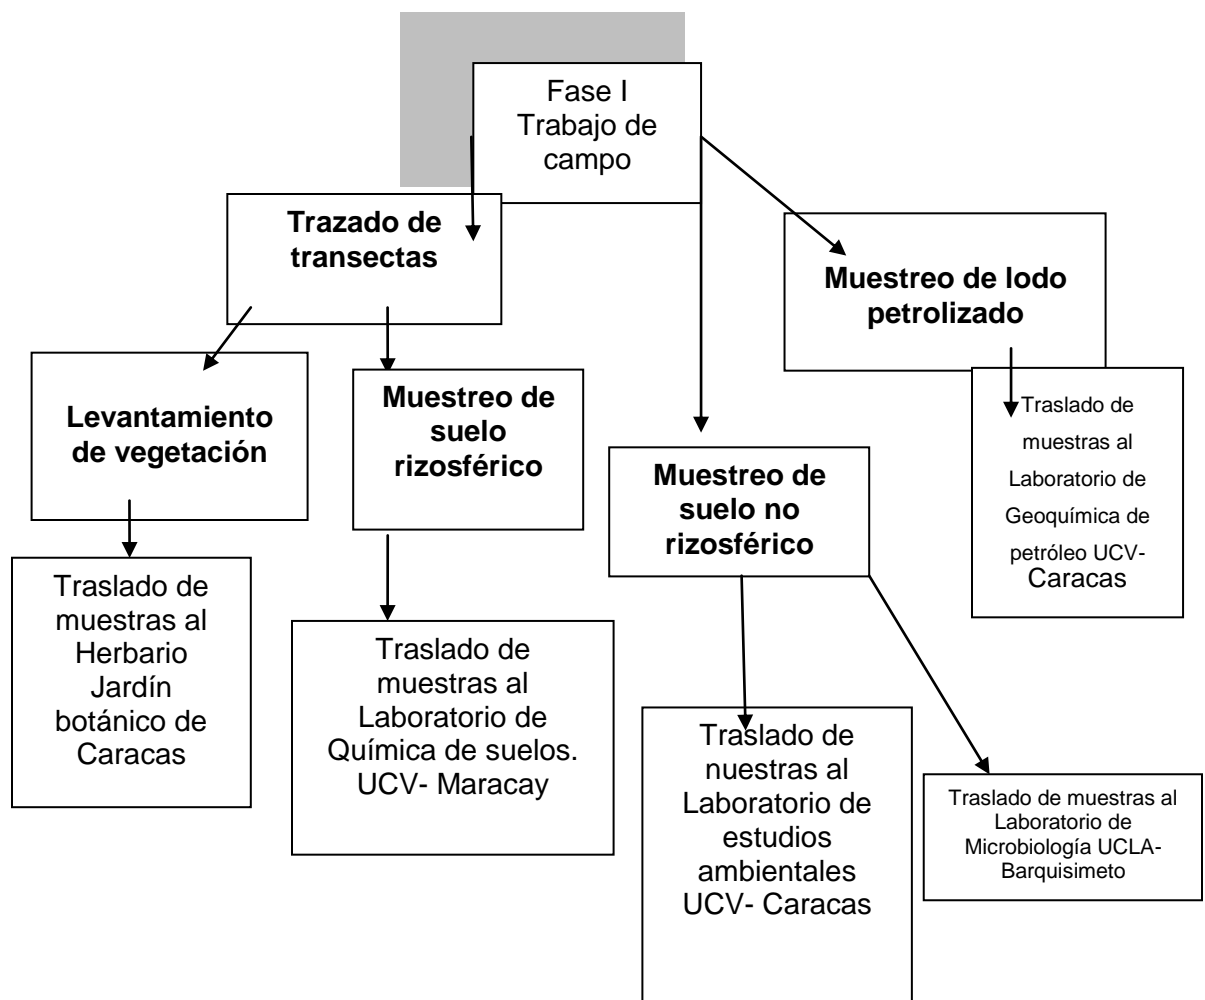 Fase I
Trabajo de
campo
Trazado de
transectas
Muestreo de lodo
petrolizado
Levantamiento
de vegetación
Muestreo de
suelo
rizosférico
Muestreo de
suelo no
rizosférico
Traslado de
muestras al
Laboratorio de
Geoquímica de
petróleo UCV-
Caracas
Traslado de
muestras al
Herbario
Jardín
botánico de
Caracas
Traslado de
muestras al
Laboratorio de
Química de suelos.
UCV- Maracay
Traslado de
nuestras al
Laboratorio de
estudios
ambientales
UCV- Caracas
Traslado de muestras al
Laboratorio de
Microbiología UCLA-
Barquisimeto